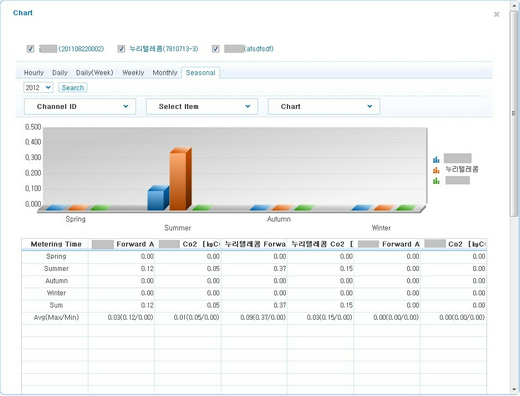 Chart
(201108220002) 누리텔레콤(7810713-3) (afsdfsdf)
Hourly Daily Daily(Week) Weekly Monthly Seasonal
2012 Search
Channel ID Select Item Chart
0,500
0,400
0,300
0,200
0,100
0,000
Spring Summer Autumn Winter
누리텔레콤
Metering Time Forward A Co2 [kgC 누리텔레콤 Forwa 누리텔레콤 Co2 [ Forward A Co2 [kgC
Spring 0.00 0.00 0.00 0.00 0.00 0.00
Summer 0.12 0.05 0.37 0.15 0.00 0.00
Autumn 0.00 0.00 0.00 0.00 0.00 0.00
Winter 0.00 0.00 0.00 0.00 0.00 0.00
Sum 0.12 0.05 0.37 0.15 0.00 0.00
Avg(Max/Min) 0.03(0.12/0.00) 0.01(0.05/0.00) 0.09(0.37/0.00) 0.03(0.15/0.00) 0.00(0.00/0.00) 0.00(0.00/0.00)